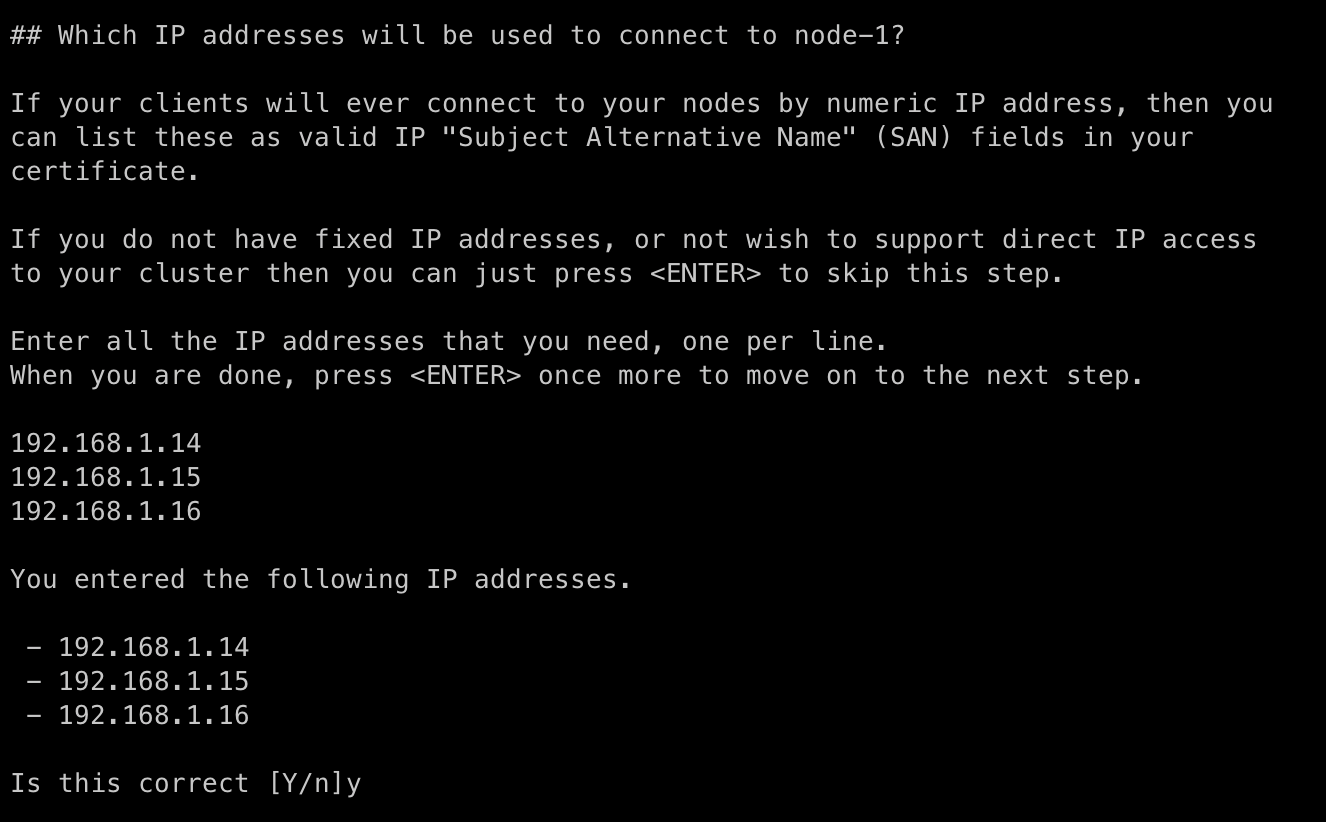 ## Which IP addresses will be used to connect to node-1?
If your clients will ever connect to your nodes by numeric IP address, then you
can list these as valid IP "Subject Alternative Name" (SAN) fields in your
certificate.
If you do not have fixed IP addresses, or not wish to support direct IP access
to your cluster then you can just press <ENTER> to skip this step.
Enter all the IP addresses that you need, one per line.
When you are done, press <ENTER> once more to move on to the next step.
192.168.1.14
192.168.1.15
192.168.1.16
You entered the following IP addresses.
- 192.168.1.14
- 192.168.1.15
- 192.168.1.16
Is this correct [Y/n]y